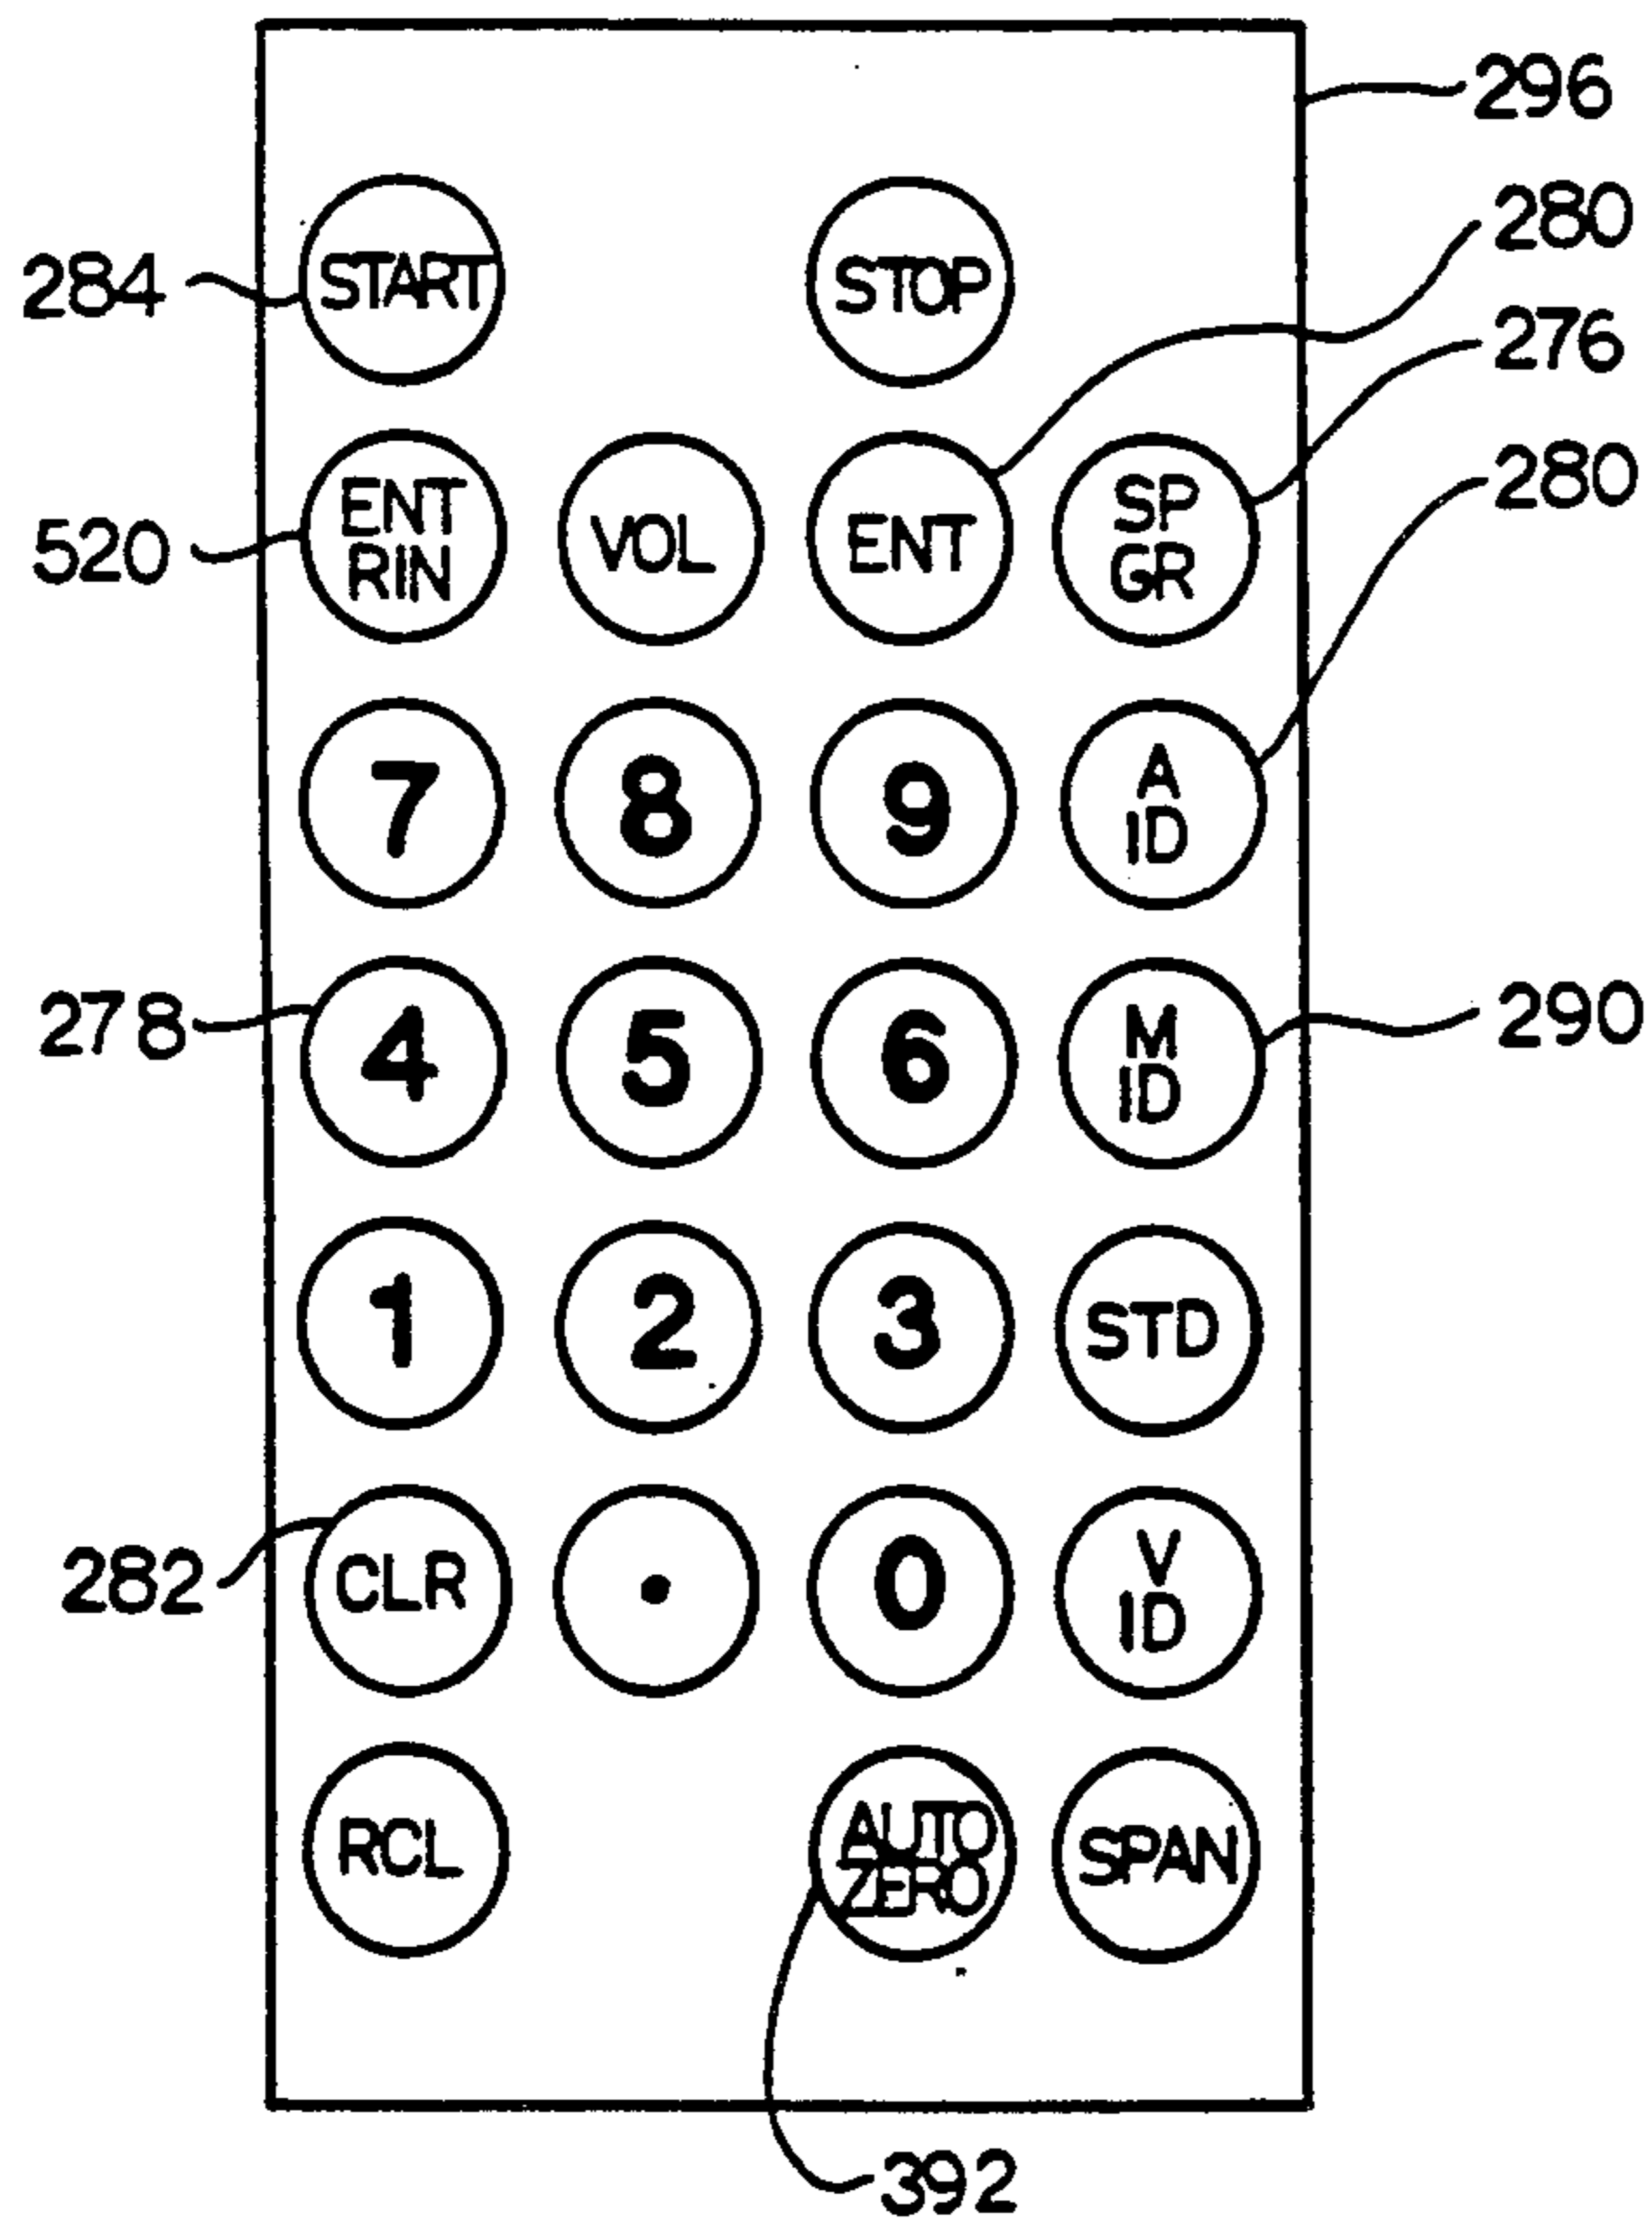 296
280
284
START
STOP
276
280
520
ENT
RIN
VOL
ENT
SP
GR
7
8
9
A
ID
278
4
5
6
M
ID
290
1
2
3
STD
282
CLR
.
0
V
ID
RCL
AUTO
ZERO
SPAN
392